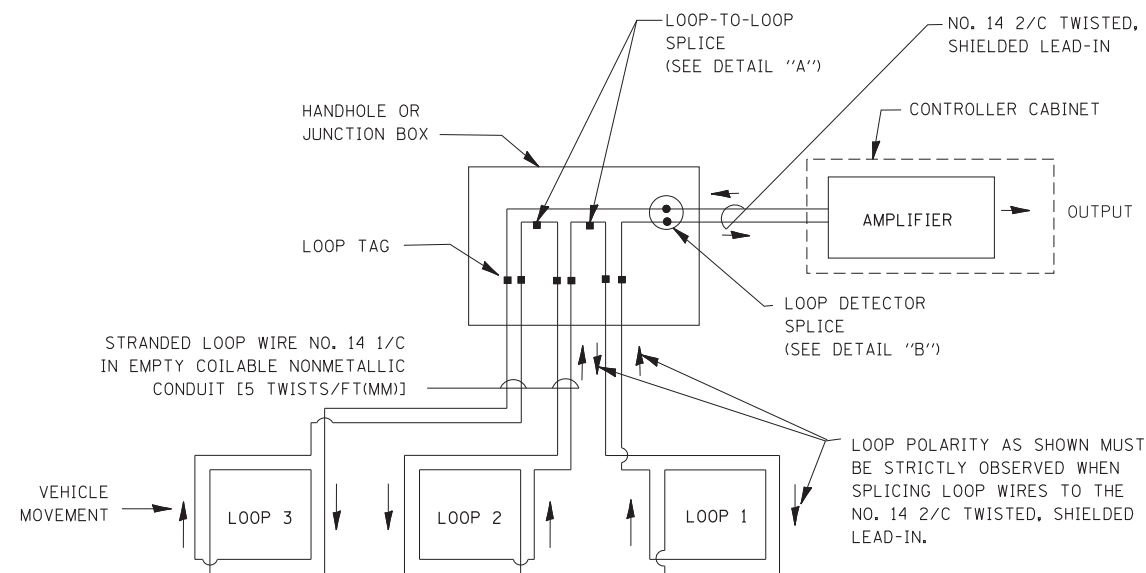 LOOP-TO-LOOP
SPLICE
(SEE DETAIL "A")
NO. 14 2/C TWISTED,
SHIELDED LEAD-IN
HANDHOLE OR
JUNCTION BOX
CONTROLLER CABINET
AMPLIFIER
OUTPUT
LOOP TAG
LOOP DETECTOR
SPLICE
(SEE DETAIL "B")
STRANDED LOOP WIRE NO. 14 1/C
IN EMPTY COILABLE NONMETALLIC
CONDUIT [5 TWISTS/FT(MM)]
LOOP POLARITY AS SHOWN MUST
BE STRICTLY OBSERVED WHEN
SPLICING LOOP WIRES TO THE
NO. 14 2/C TWISTED, SHIELDED
LEAD-IN.
VEHICLE
MOVEMENT
LOOP 3
LOOP 2
LOOP 1